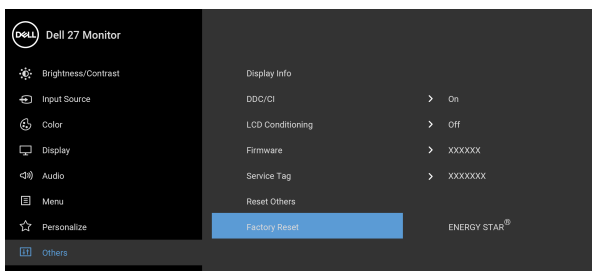 DELL Dell 27 Monitor
Brightness/Contrast Display Info
Input Source DDC/CI > On
Color LCD Conditioning > Off
Display Firmware > XXXXXX
Audio Service Tag > XXXXXXX
Menu Reset Others
Personalize Factory Reset ENERGY STAR®
Others